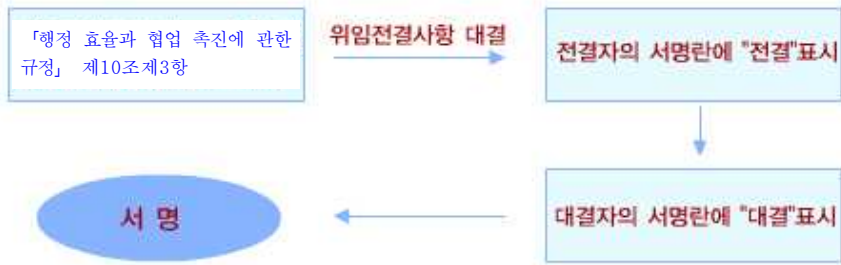 「행정 효율과 협업 촉진에 관한
규정」 제10조제3항
위임전결사항 대결
전결자의 서명란에 "전결"표시
대결자의 서명란에 "대결"표시
서 명